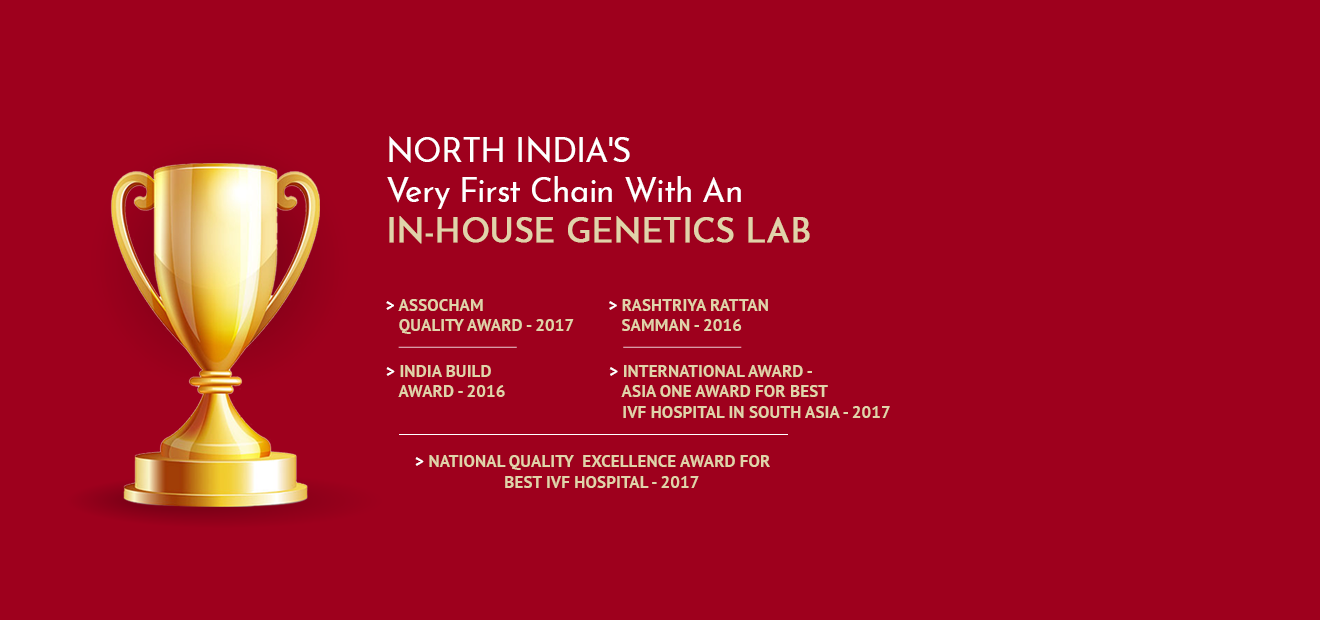 NORTH INDIA'S
Very First Chain With An
IN-HOUSE GENETICS LAB
> ASSOCHAM
QUALITY AWARD - 2017
> RASHTRIYA RATTAN
SAMMAN - 2016
> INDIA BUILD
AWARD - 2016
> INTERNATIONAL AWARD -
ASIA ONE AWARD FOR BEST
IVF HOSPITAL IN SOUTH ASIA - 2017
> NATIONAL QUALITY  EXCELLENCE AWARD FOR
BEST IVF HOSPITAL - 2017